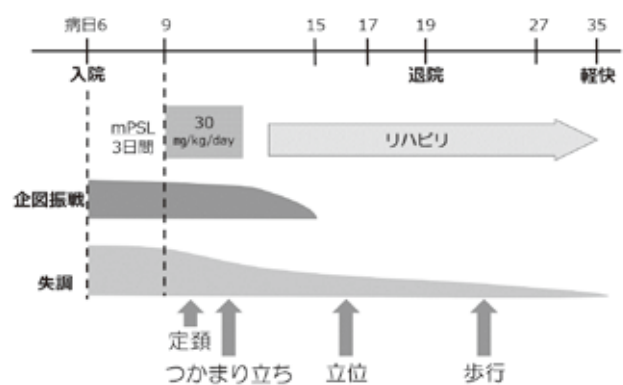 病日6 9 15 17 19 27 35
入院 退院 軽快
mPSL
3日間
30
mg/kg/day
リハビリ
企図振戦
失調
定頚
つかまり立ち 立位 歩行